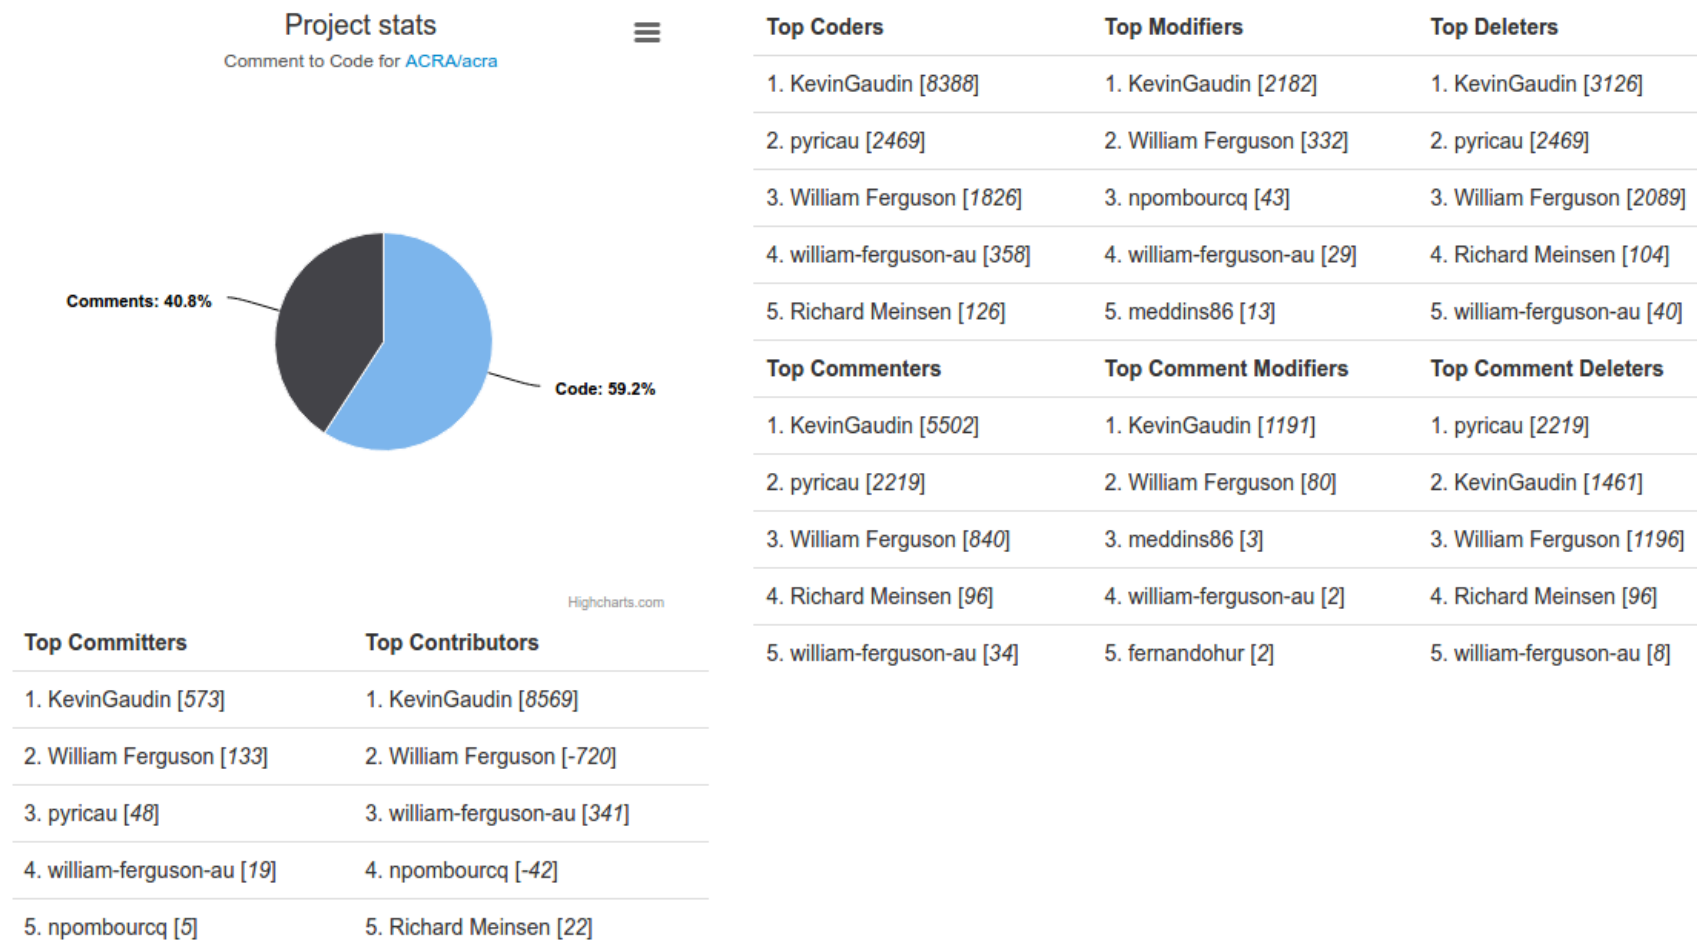 Project stats
Comment to Code for ACRA/acra
Comments: 40.8%
Code: 59.2%
Highcharts.com
Top Committers Top Contributors
1. KevinGaudin [573] 1. KevinGaudin [8569]
2. William Ferguson [133] 2. William Ferguson [-720]
3. pyricau [48] 3. william-ferguson-au [341]
4. william-ferguson-au [19] 4. npombourcq [-42]
5. npombourcq [5] 5. Richard Meinsen [22]
Top Coders Top Modifiers Top Deleters
1. KevinGaudin [8388] 1. KevinGaudin [2182] 1. KevinGaudin [3126]
2. pyricau [2469] 2. William Ferguson [332] 2. pyricau [2469]
3. William Ferguson [1826] 3. npombourcq [43] 3. William Ferguson [2089]
4. william-ferguson-au [358] 4. william-ferguson-au [29] 4. Richard Meinsen [104]
5. Richard Meinsen [126] 5. meddins86 [13] 5. william-ferguson-au [40]
Top Commenters Top Comment Modifiers Top Comment Deleters
1. KevinGaudin [5502] 1. KevinGaudin [1191] 1. pyricau [2219]
2. pyricau [2219] 2. William Ferguson [80] 2. KevinGaudin [1461]
3. William Ferguson [840] 3. meddins86 [3] 3. William Ferguson [1196]
4. Richard Meinsen [96] 4. william-ferguson-au [2] 4. Richard Meinsen [96]
5. william-ferguson-au [34] 5. fernandohur [2] 5. william-ferguson-au [8]